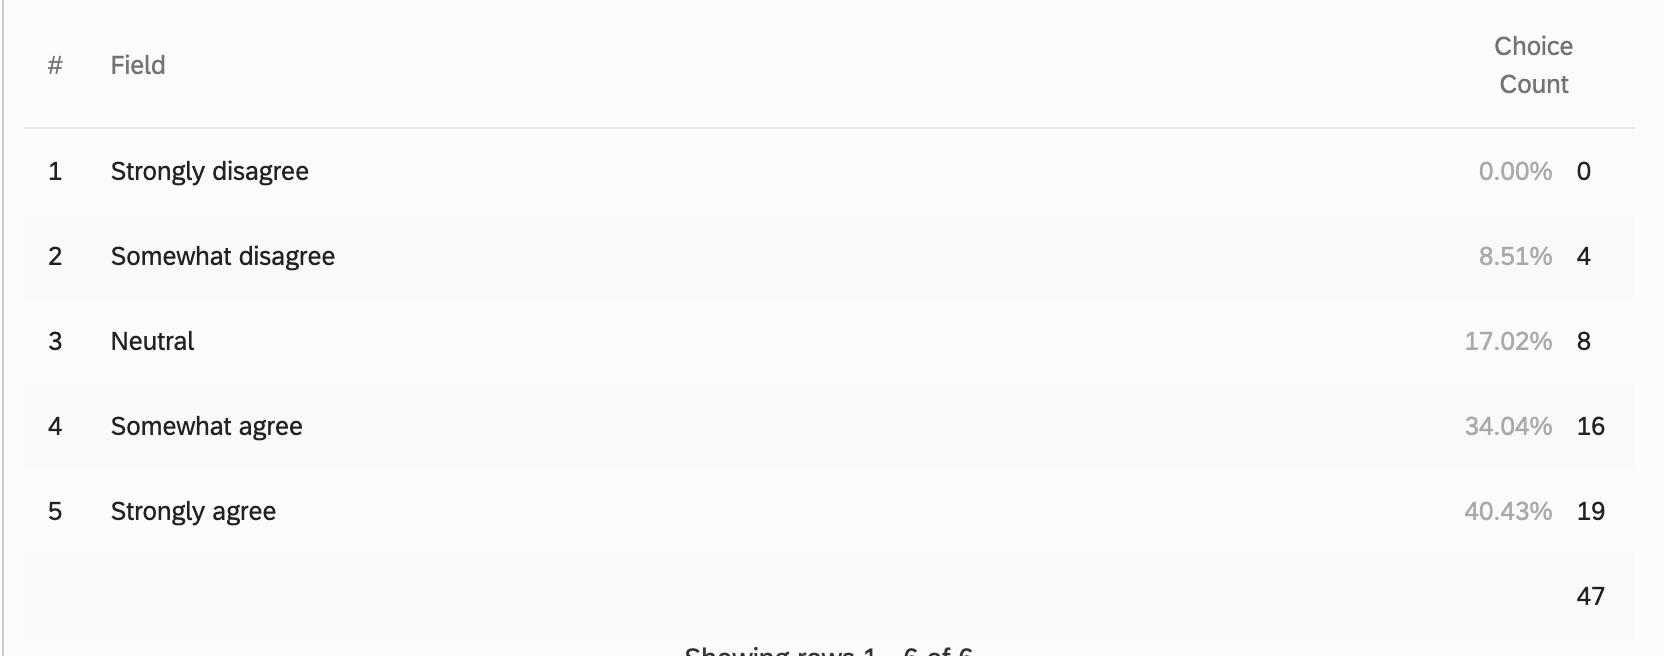 # Field Choice Count
1 Strongly disagree 0.00% 0
2 Somewhat disagree 8.51% 4
3 Neutral 17.02% 8
4 Somewhat agree 34.04% 16
5 Strongly agree 40.43% 19
47
Showing rows 1 - 6 of 6